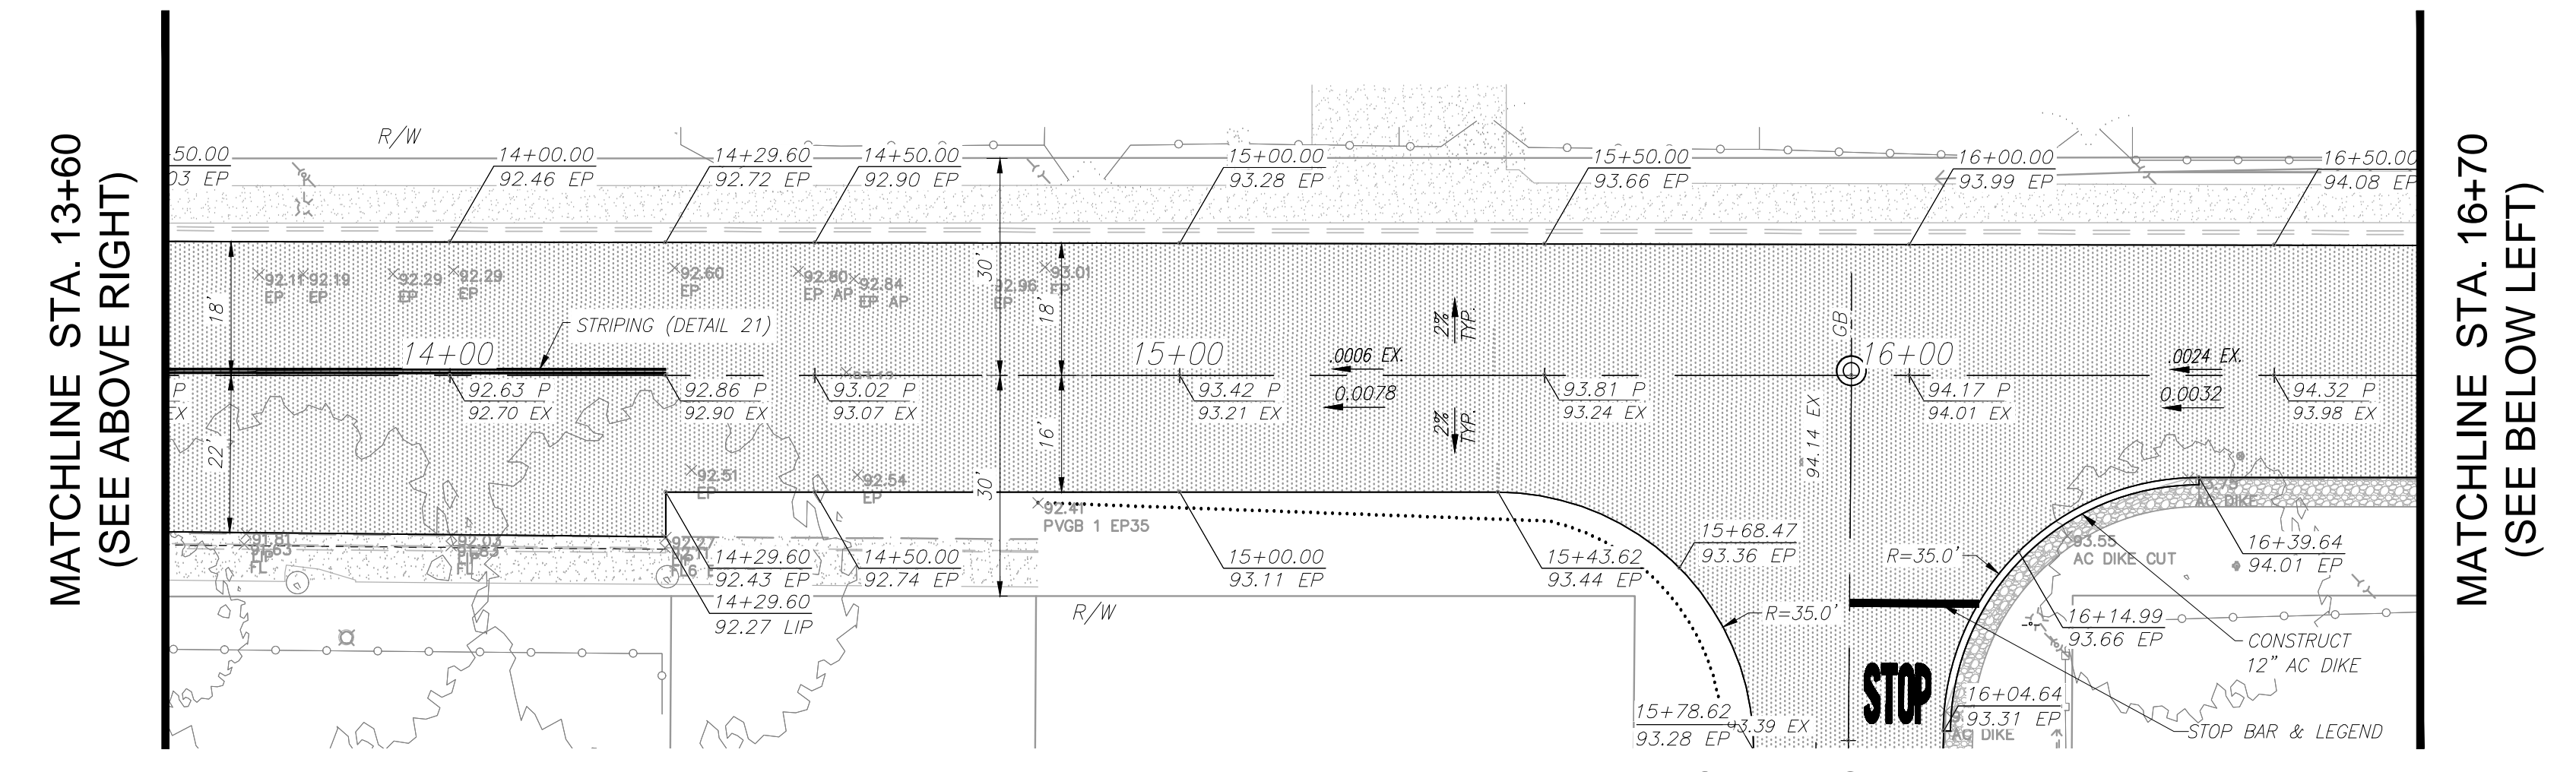 MATCHLINE STA. 13+60
(SEE ABOVE RIGHT)
R/W
-50.00
03 EP
14+00.00
92.46 EP
14+29.60
92.72 EP
14+50.00
92.90 EP
15+00.00
93.28 EP
15+50.00
93.66 EP
16+00.00
93.99 EP
16+50.00
94.08 EP
92.11
EP
92.19
EP
92.29
EP
92.29
EP
92.60
EP
92.80
EP AP
92.84
EP AP
92.96
EP
93.01
EP
18'
30'
18'
STRIPING (DETAIL 21)
2%
TYP.
GB
14+00
15+00
16+00
.0006 EX.
0.0078
.0024 EX.
0.0032
P
EX
92.63 P
92.70 EX
92.86 P
92.90 EX
93.02 P
93.07 EX
93.42 P
93.21 EX
93.81 P
93.24 EX
94.17 P
94.01 EX
94.32 P
93.98 EX
22'
16'
30'
2%
TYP.
94.14 EX
92.51
EP
92.54
EP
92.41
PVGB 1 EP35
91.81
FL
92.03
FL
92.27
14+29.60
92.43 EP
14+50.00
92.74 EP
15+00.00
93.11 EP
15+43.62
93.44 EP
15+68.47
93.36 EP
R=35.0'
AC DIKE
93.55
AC DIKE CUT
16+39.64
94.01 EP
14+29.60
92.27 LIP
R/W
R=35.0'
16+14.99
93.66 EP
CONSTRUCT
12" AC DIKE
STOP
16+04.64
93.31 EP
AC DIKE
15+78.62
93.28 EP
93.39 EX
STOP BAR & LEGEND
MATCHLINE STA. 16+70
(SEE BELOW LEFT)